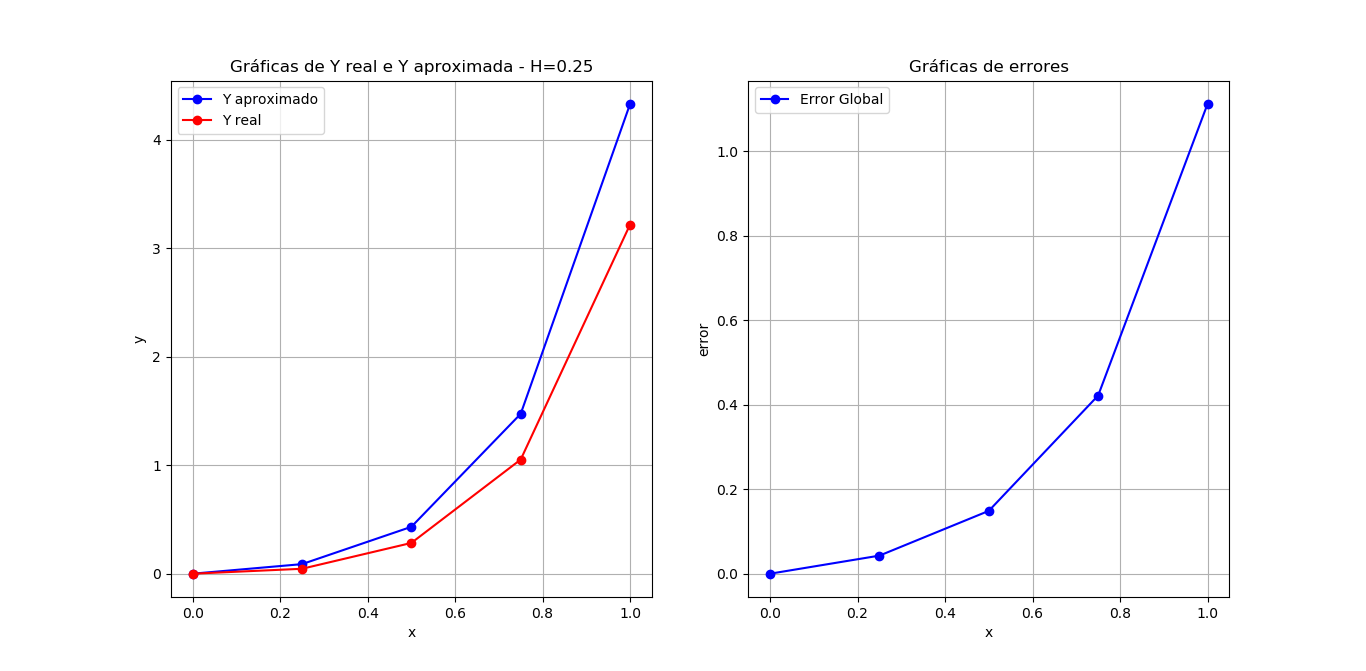 Gráficas de Y real e Y aproximada - H=0.25
Y aproximado
Y real
4
3
2
1
0
y
0.0 0.2 0.4 0.6 0.8 1.0
x
Gráficas de errores
Error Global
1.0
0.8
0.6
0.4
0.2
0.0
error
0.0 0.2 0.4 0.6 0.8 1.0
x